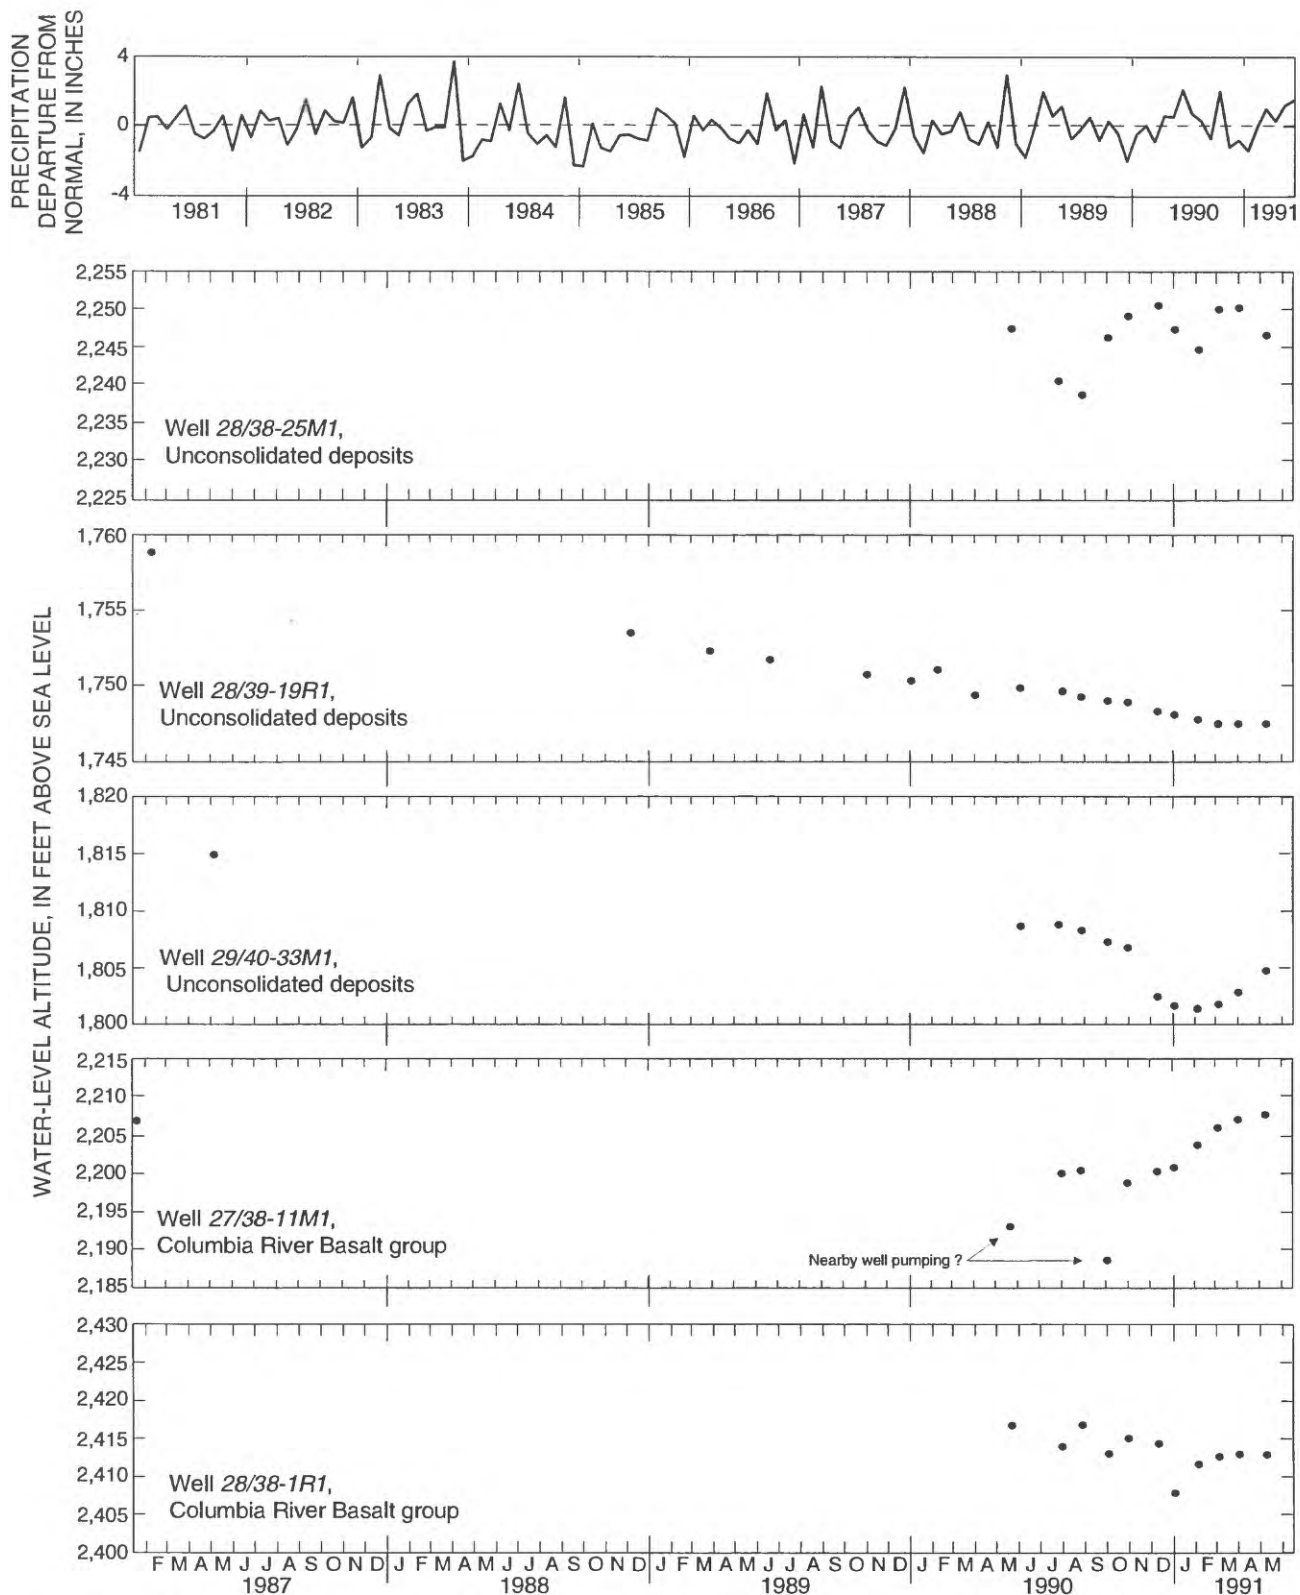 PRECIPITATION
DEPARTURE FROM
NORMAL, IN INCHES
4
0
-4
1981 1982 1983 1984 1985 1986 1987 1988 1989 1990 1991
WATER-LEVEL ALTITUDE, IN FEET ABOVE SEA LEVEL
2,255
2,250
2,245
2,240
2,235
2,230
2,225
Well 28/38-25M1,
Unconsolidated deposits
1,760
1,755
1,750
1,745
Well 28/39-19R1,
Unconsolidated deposits
1,820
1,815
1,810
1,805
1,800
Well 29/40-33M1,
Unconsolidated deposits
2,215
2,210
2,205
2,200
2,195
2,190
2,185
Well 27/38-11M1,
Columbia River Basalt group
Nearby well pumping ?
2,430
2,425
2,420
2,415
2,410
2,405
2,400
Well 28/38-1R1,
Columbia River Basalt group
F M A M J J A S O N D J F M A M J J A S O N D J F M A M J J A S O N D J F M A M J J A S O N D J F M A M
1987 1988 1989 1990 1991